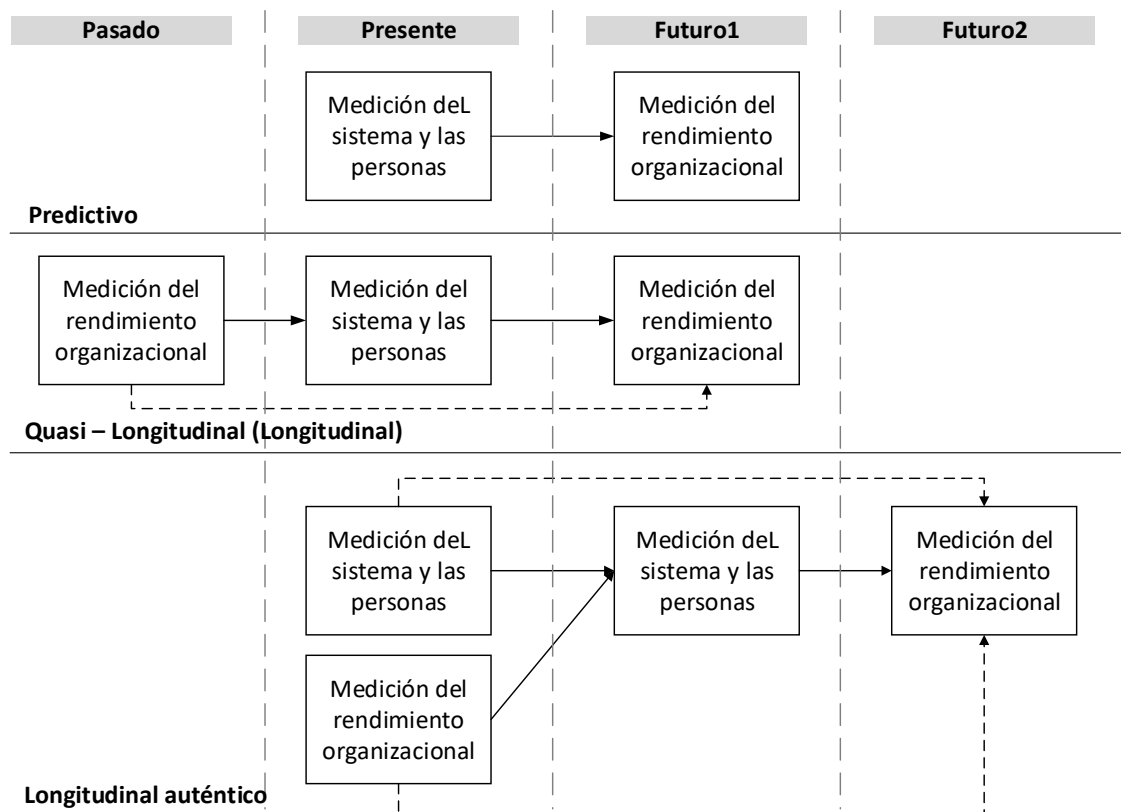 Pasado
Presente
Futuro1
Futuro2
Medición deL
sistema y las
personas
Medición del
rendimiento
organizacional
Predictivo
Medición del
rendimiento
organizacional
Medición del
sistema y las
personas
Medición del
rendimiento
organizacional
Quasi – Longitudinal (Longitudinal)
Medición deL
sistema y las
personas
Medición deL
sistema y las
personas
Medición del
rendimiento
organizacional
Medición del
rendimiento
organizacional
Longitudinal auténtico